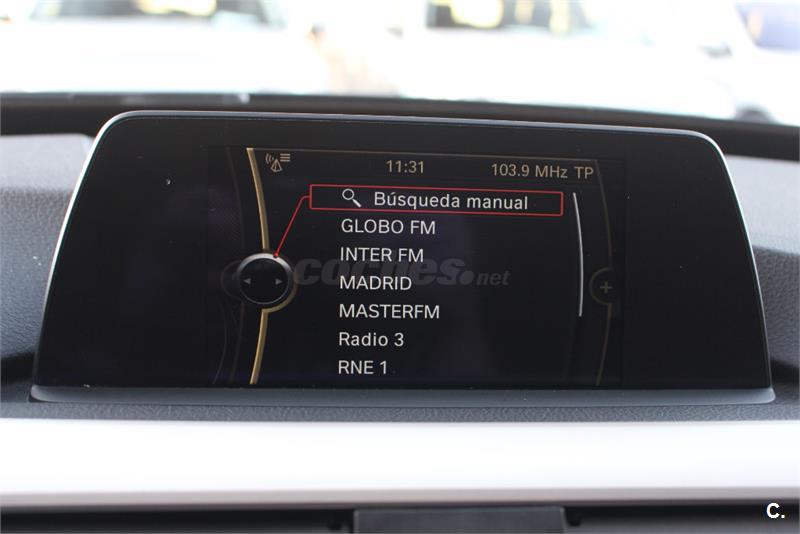 11:31 103.9 MHz TP
Búsqueda manual
GLOBO FM
INTER FM
coches.net
MADRID
MASTERFM
Radio 3
RNE 1
C.